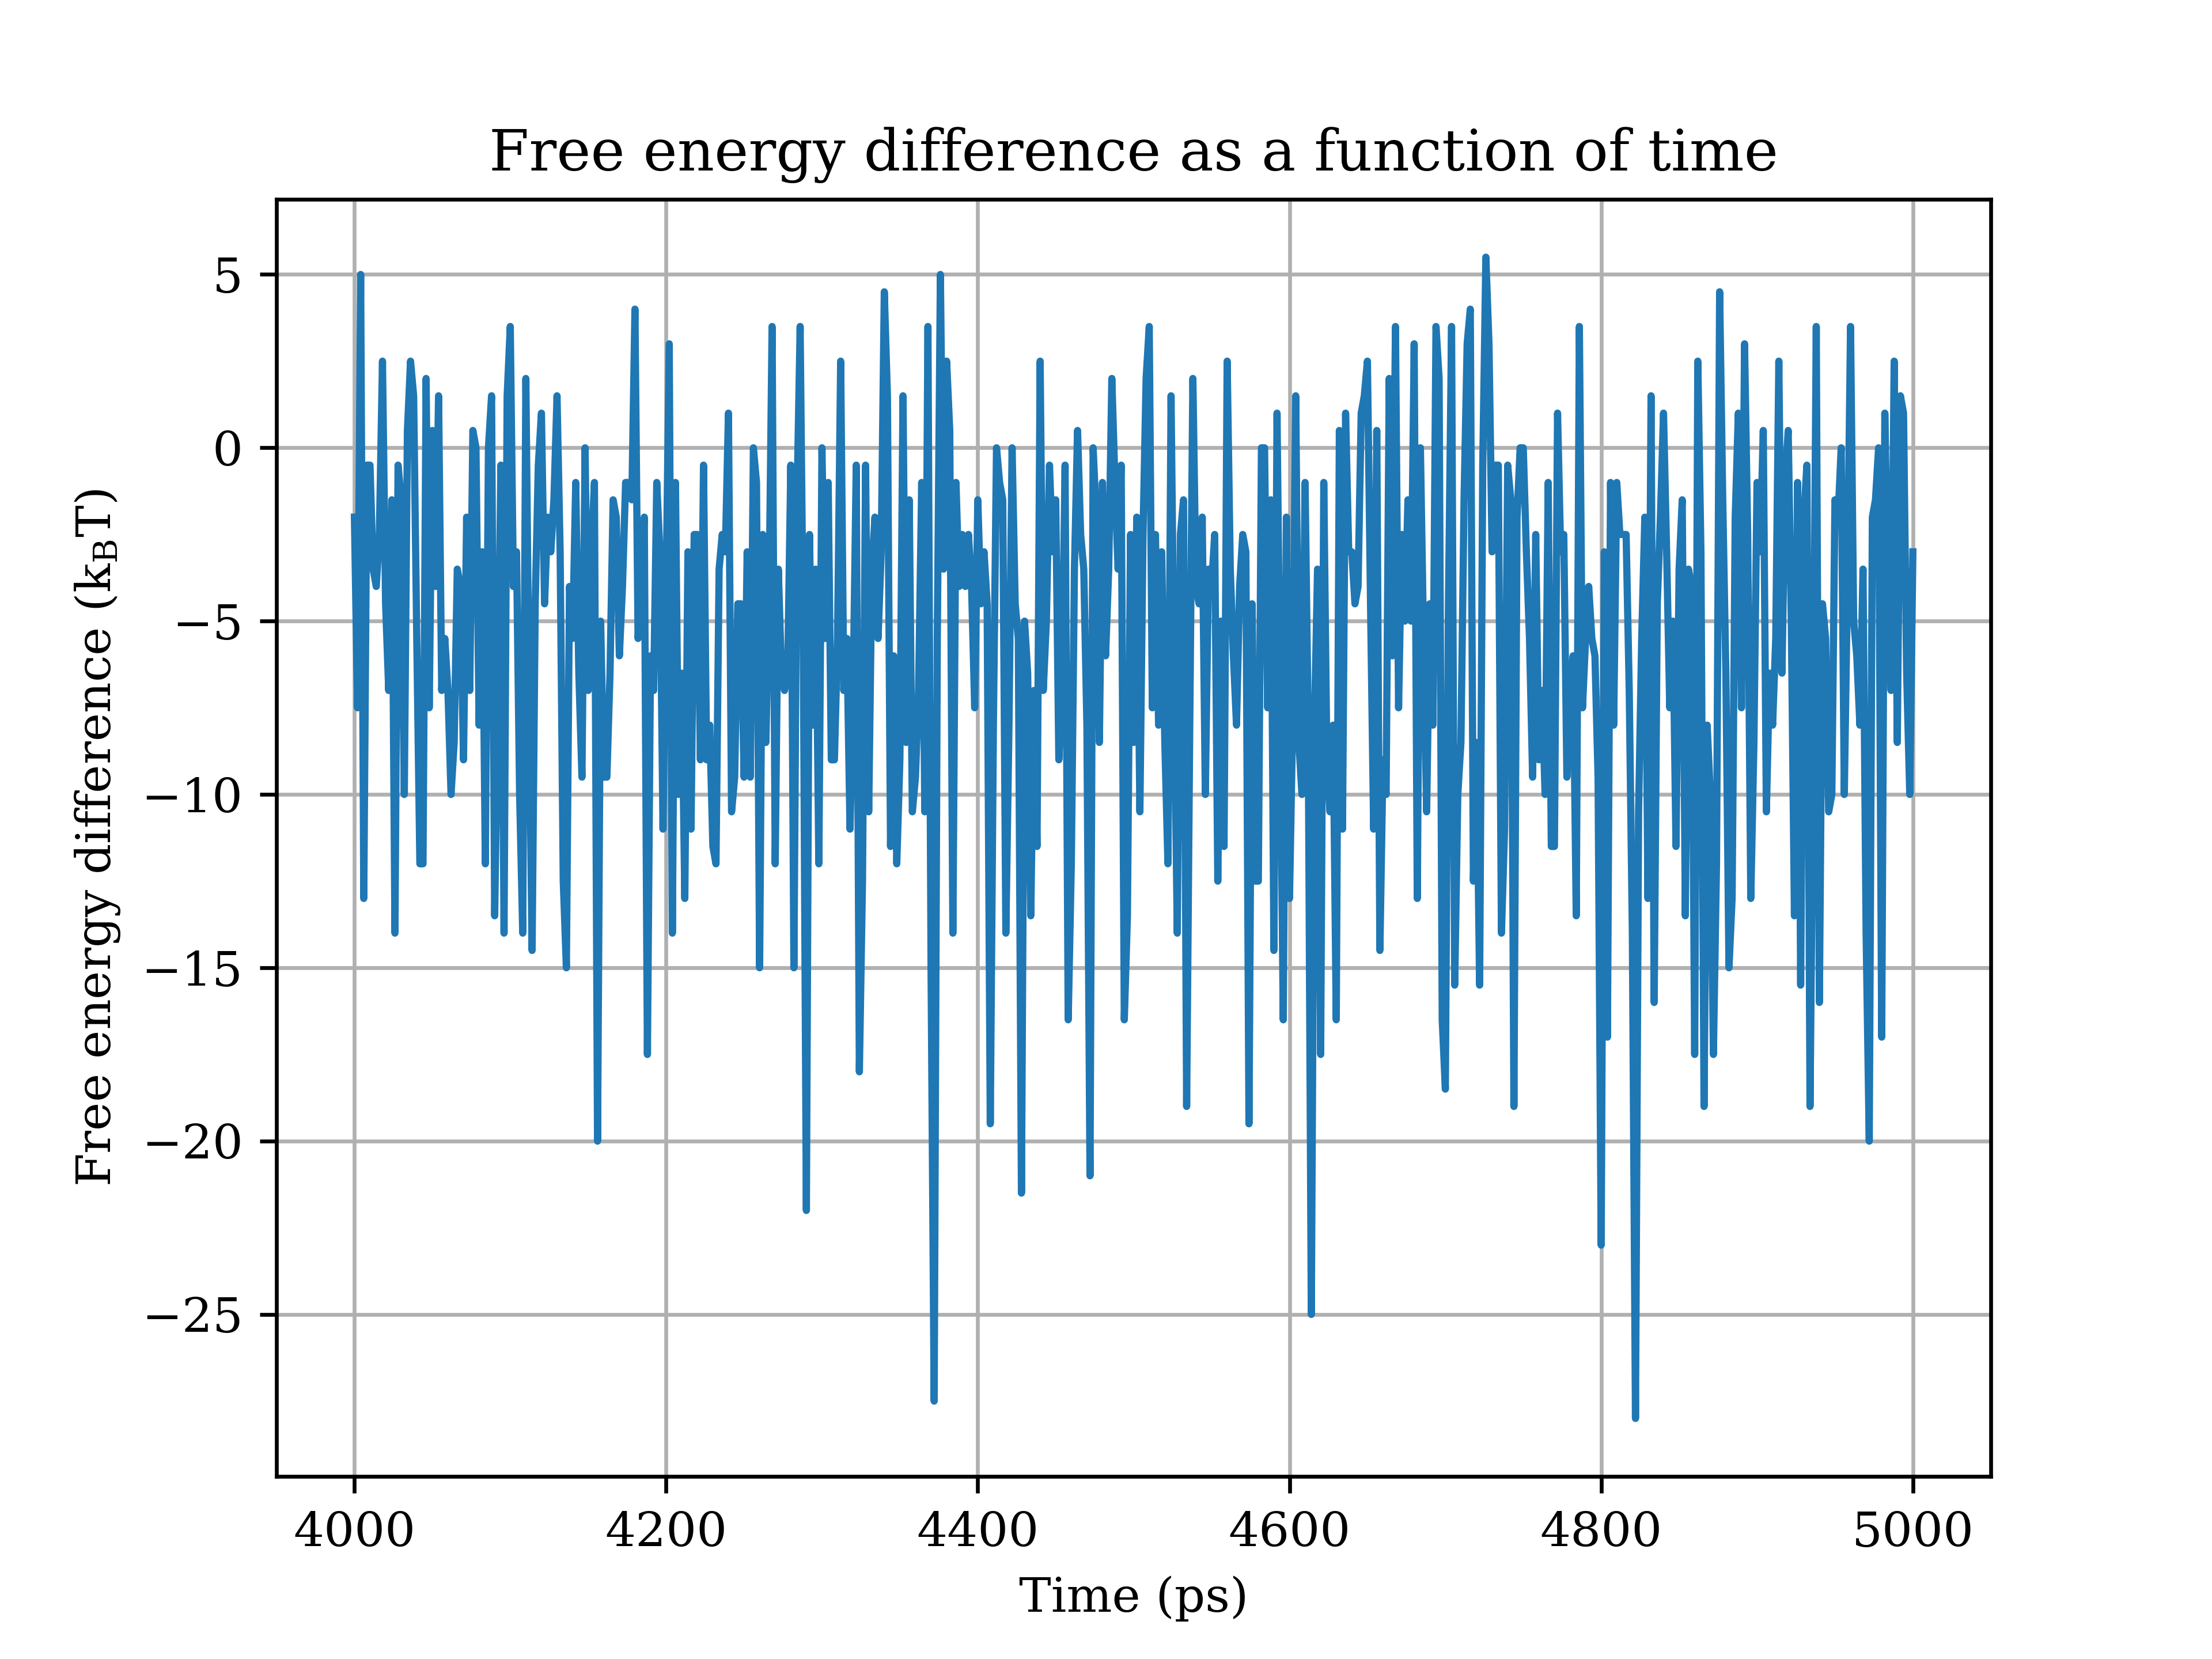 Free energy difference as a function of time
Free energy difference (kBT)
5
0
−5
−10
−15
−20
−25
4000 4200 4400 4600 4800 5000
Time (ps)